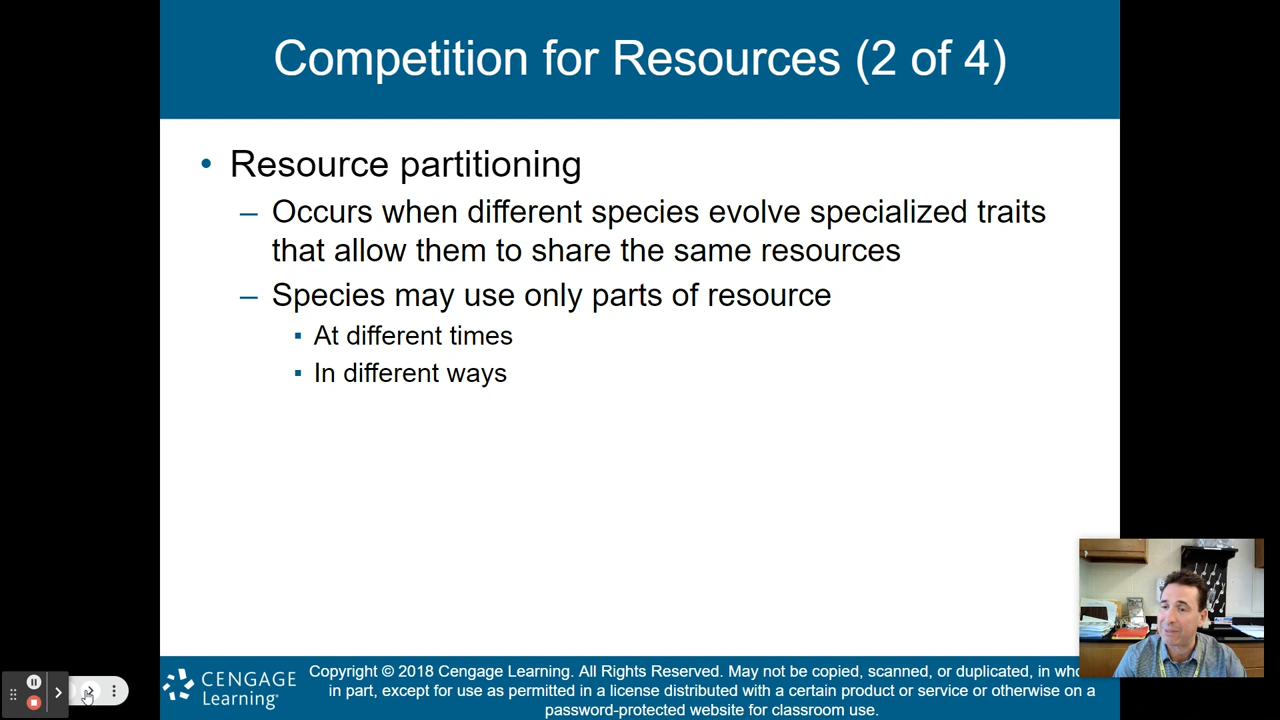 Competition for Resources (2 of 4)
• Resource partitioning
– Occurs when different species evolve specialized traits
that allow them to share the same resources
– Species may use only parts of resource
▪ At different times
▪ In different ways
CENGAGE
Learning®
Copyright © 2018 Cengage Learning. All Rights Reserved. May not be copied, scanned, or duplicated, in
in part, except for use as permitted in a license distributed with a certain product or service or otherwise on a
password-protected website for classroom use.